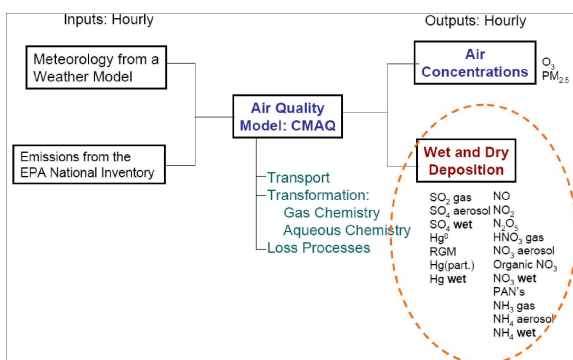 Inputs: Hourly
Outputs: Hourly
Meteorology from a
Weather Model
Emissions from the
EPA National Inventory
Air Quality
Model: CMAQ
Transport
Transformation:
Gas Chemistry
Aqueous Chemistry
Loss Processes
Air
Concentrations
O₃
PM₂.₅
Wet and Dry
Deposition
SO₂ gas
SO₄ aerosol
SO₄ wet
Hg⁰
RGM
Hg(part.)
Hg wet
NO
NO₂
N₂O₅
HNO₃ gas
NO₃ aerosol
Organic NO₃
NO₃ wet
PAN's
NH₃ gas
NH₄ aerosol
NH₄ wet